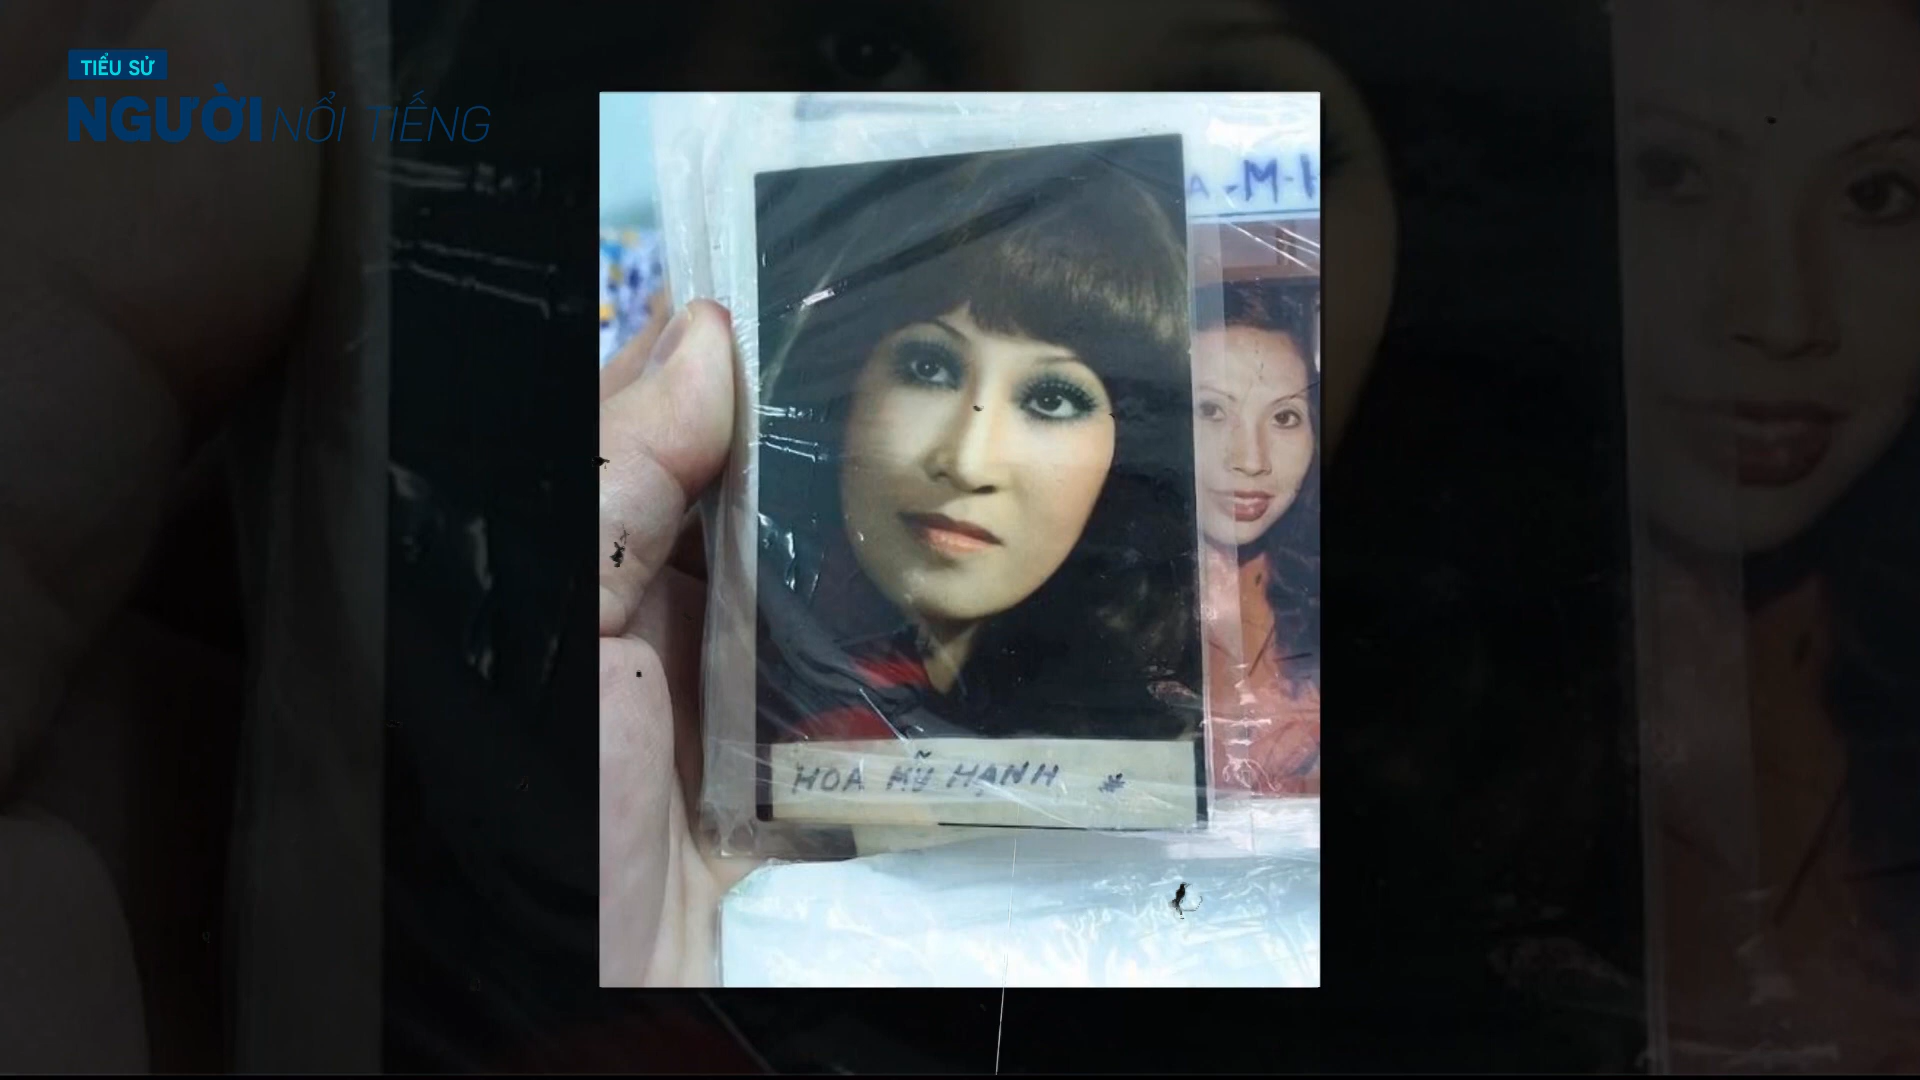 TIỂU SỬ
NGƯỜI NỔI TIẾNG
A-M-H
HOA MỸ HẠNH *